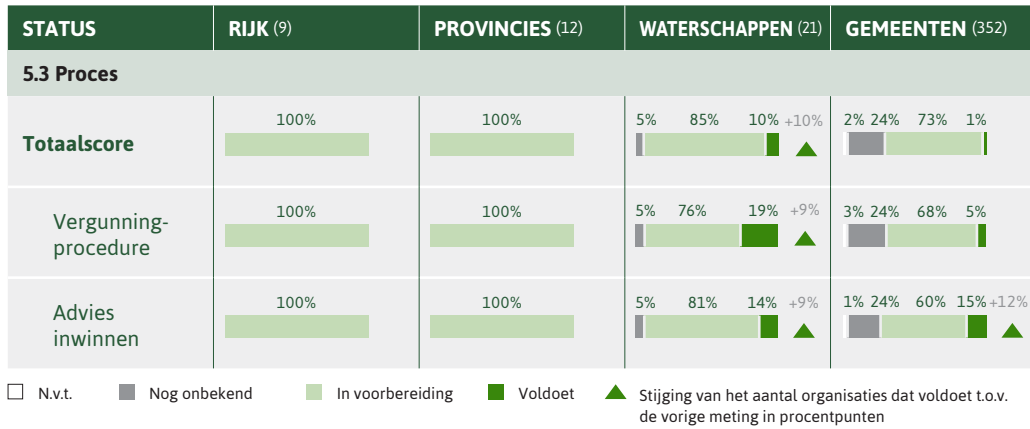 STATUS RIJK (9) PROVINCIES (12) WATERSCHAPPEN (21) GEMEENTEN (352)
5.3 Proces
Totaalscore 100% 100% 5% 85% 10% +10% 2% 24% 73% 1%
Vergunning-
procedure 100% 100% 5% 76% 19% +9% 3% 24% 68% 5%
Advies
inwinnen 100% 100% 5% 81% 14% +9% 1% 24% 60% 15% +12%
N.v.t. Nog onbekend In voorbereiding Voldoet Stijging van het aantal organisaties dat voldoet t.o.v.
de vorige meting in procentpunten